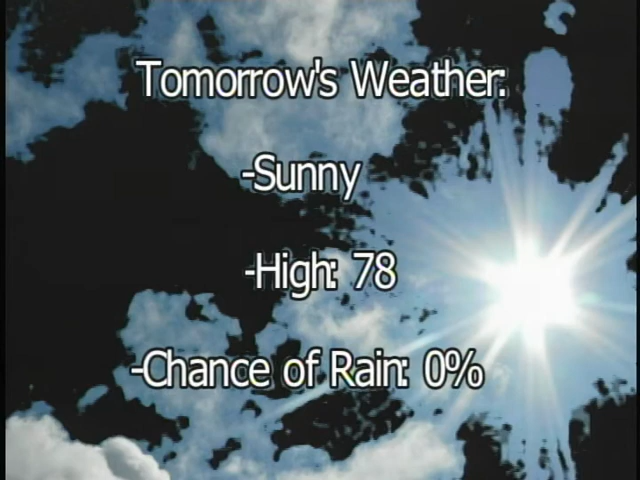 Tomorrow's Weather:
-Sunny
-High: 78
-Chance of Rain: 0%